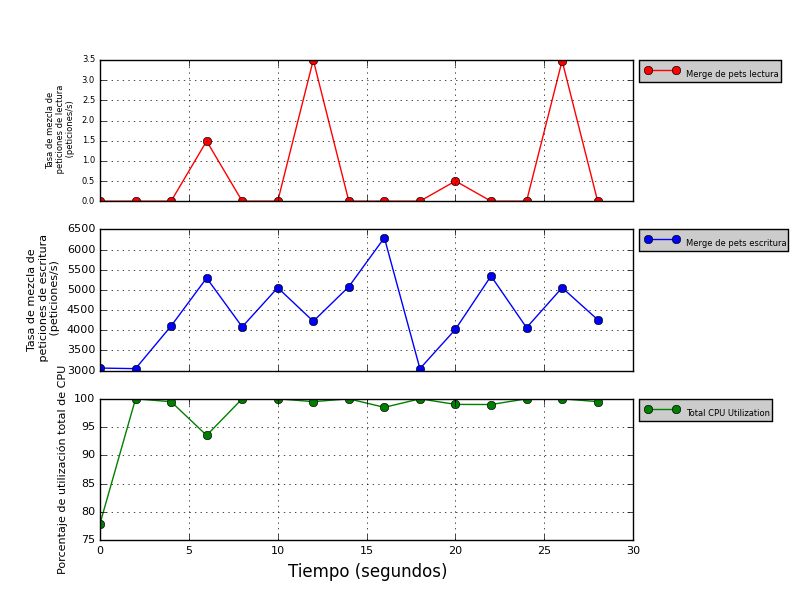 Tasa de mezcla de
peticiones de lectura
(peticiones/s)
3.5
3.0
2.5
2.0
1.5
1.0
0.5
0.0
Merge de pets lectura
Tasa de mezcla de
peticiones de escritura
(peticiones/s)
6500
6000
5500
5000
4500
4000
3500
3000
Merge de pets escritura
Porcentaje de utilización total de CPU
100
95
90
85
80
75
Total CPU Utilization
0 5 10 15 20 25 30
Tiempo (segundos)